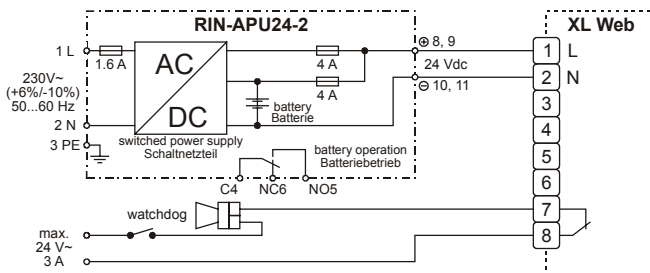 RIN-APU24-2
XL Web
1 L
1.6 A
AC
DC
4 A
4 A
⊕ 8, 9
24 Vdc
⊖ 10, 11
1 L
2 N
3
4
5
6
7
8
230V~
(+6%/-10%)
50...60 Hz
battery
Batterie
2 N
3 PE
switched power supply
Schaltnetzteil
battery operation
Batteriebetrieb
C4 NC6 NO5
watchdog
max.
24 V~
3 A